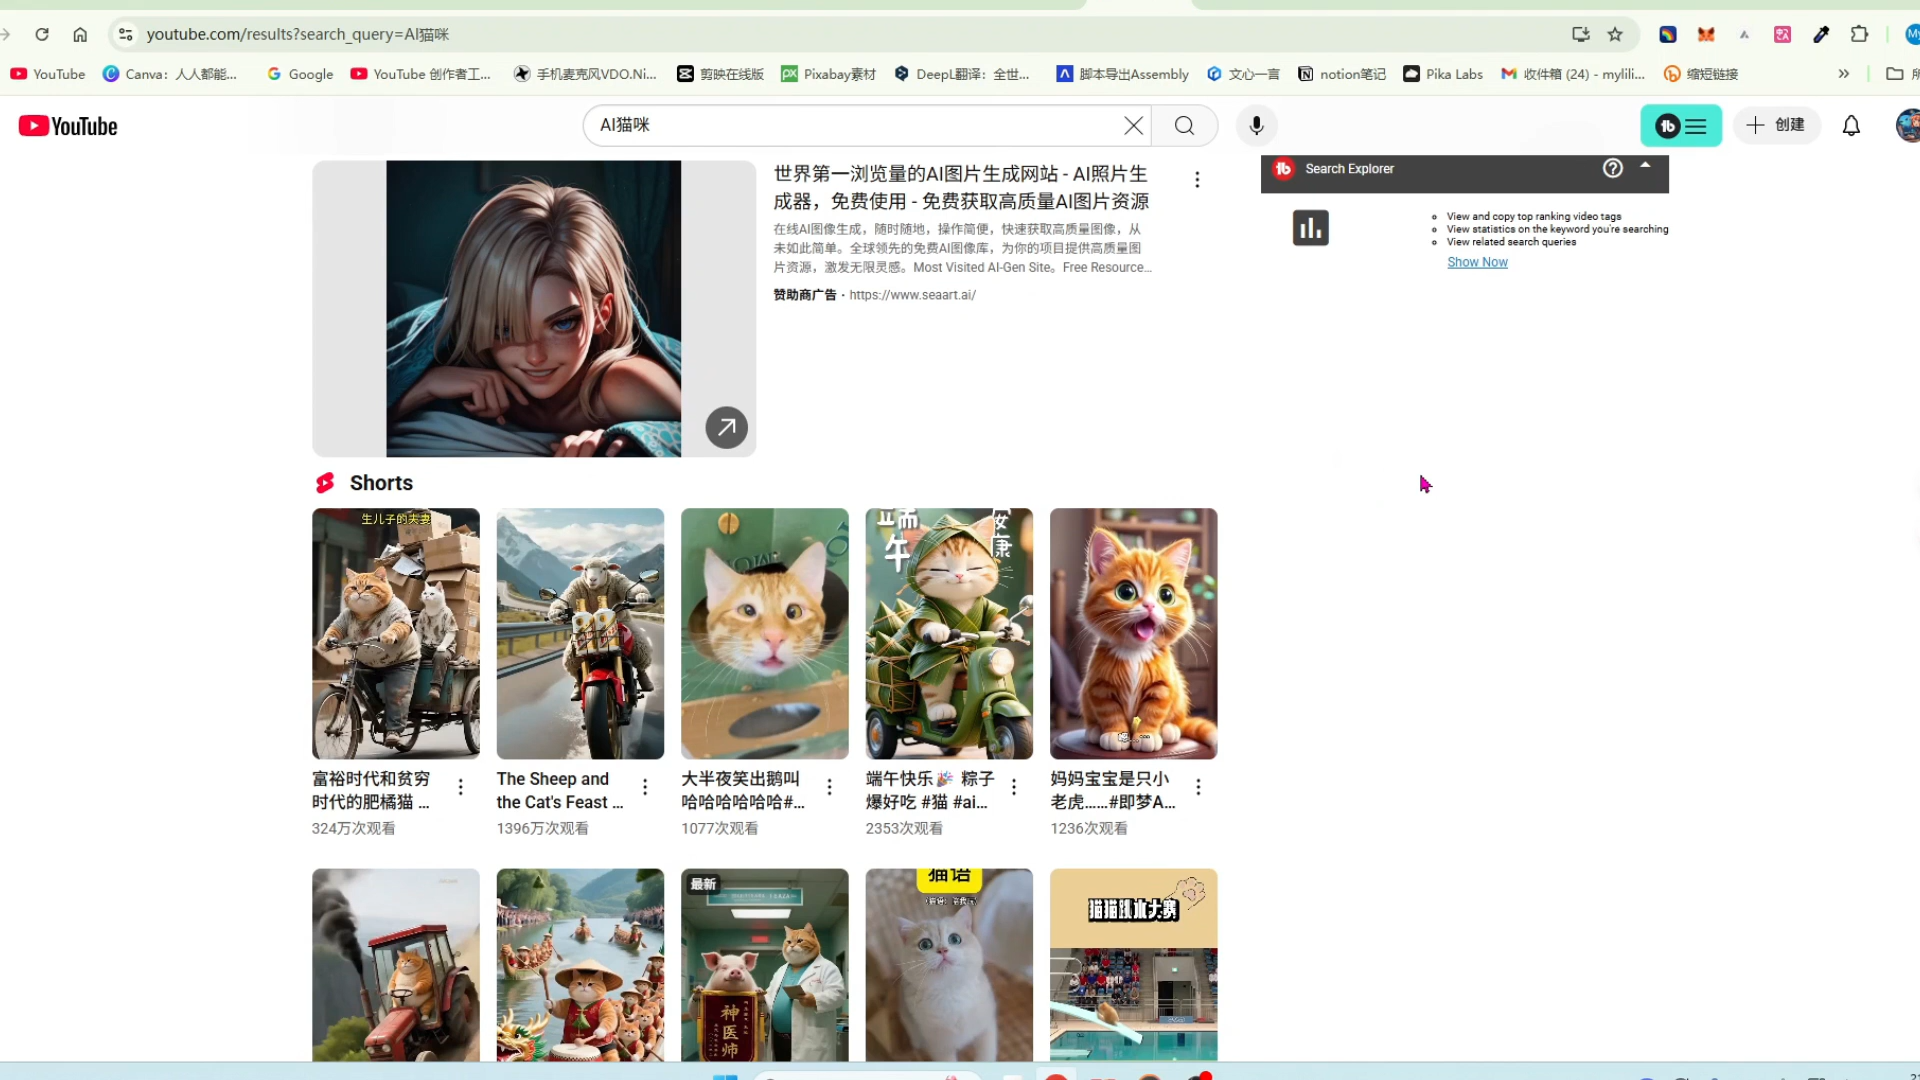 youtube.com/results?search_query=AI猫咪
YouTube
Canva：人人都能...
Google
YouTube 创作者工...
手机麦克风VDO.Ni...
剪映在线版
Pixabay素材
DeepL翻译：全世...
脚本导出Assembly
文心一言
notion笔记
Pika Labs
收件箱 (24) - mylili...
缩短链接
YouTube
AI猫咪
创建
世界第一浏览量的AI图片生成网站 - AI照片生
成器，免费使用 - 免费获取高质量AI图片资源
在线AI图像生成，随时随地，操作简便，快速获取高质量图像，从
未如此简单。全球领先的免费AI图像库，为你的项目提供高质量图
片资源，激发无限灵感。Most Visited AI-Gen Site。Free Resource...
赞助商广告 · https://www.seaart.ai/
Search Explorer
View and copy top ranking video tags
View statistics on the keyword you're searching
View related search queries
Show Now
Shorts
生儿子的夫妻
端午
安康
富裕时代和贫穷
时代的肥橘猫 ...
324万次观看
The Sheep and
the Cat's Feast ...
1396万次观看
大半夜笑出鹅叫
哈哈哈哈哈哈#...
1077次观看
端午快乐🎉 粽子
爆好吃 #猫 #ai...
2353次观看
妈妈宝宝是只小
老虎……#即梦A...
1236次观看
最新
神医师
猫语
猫猫跳水大赛